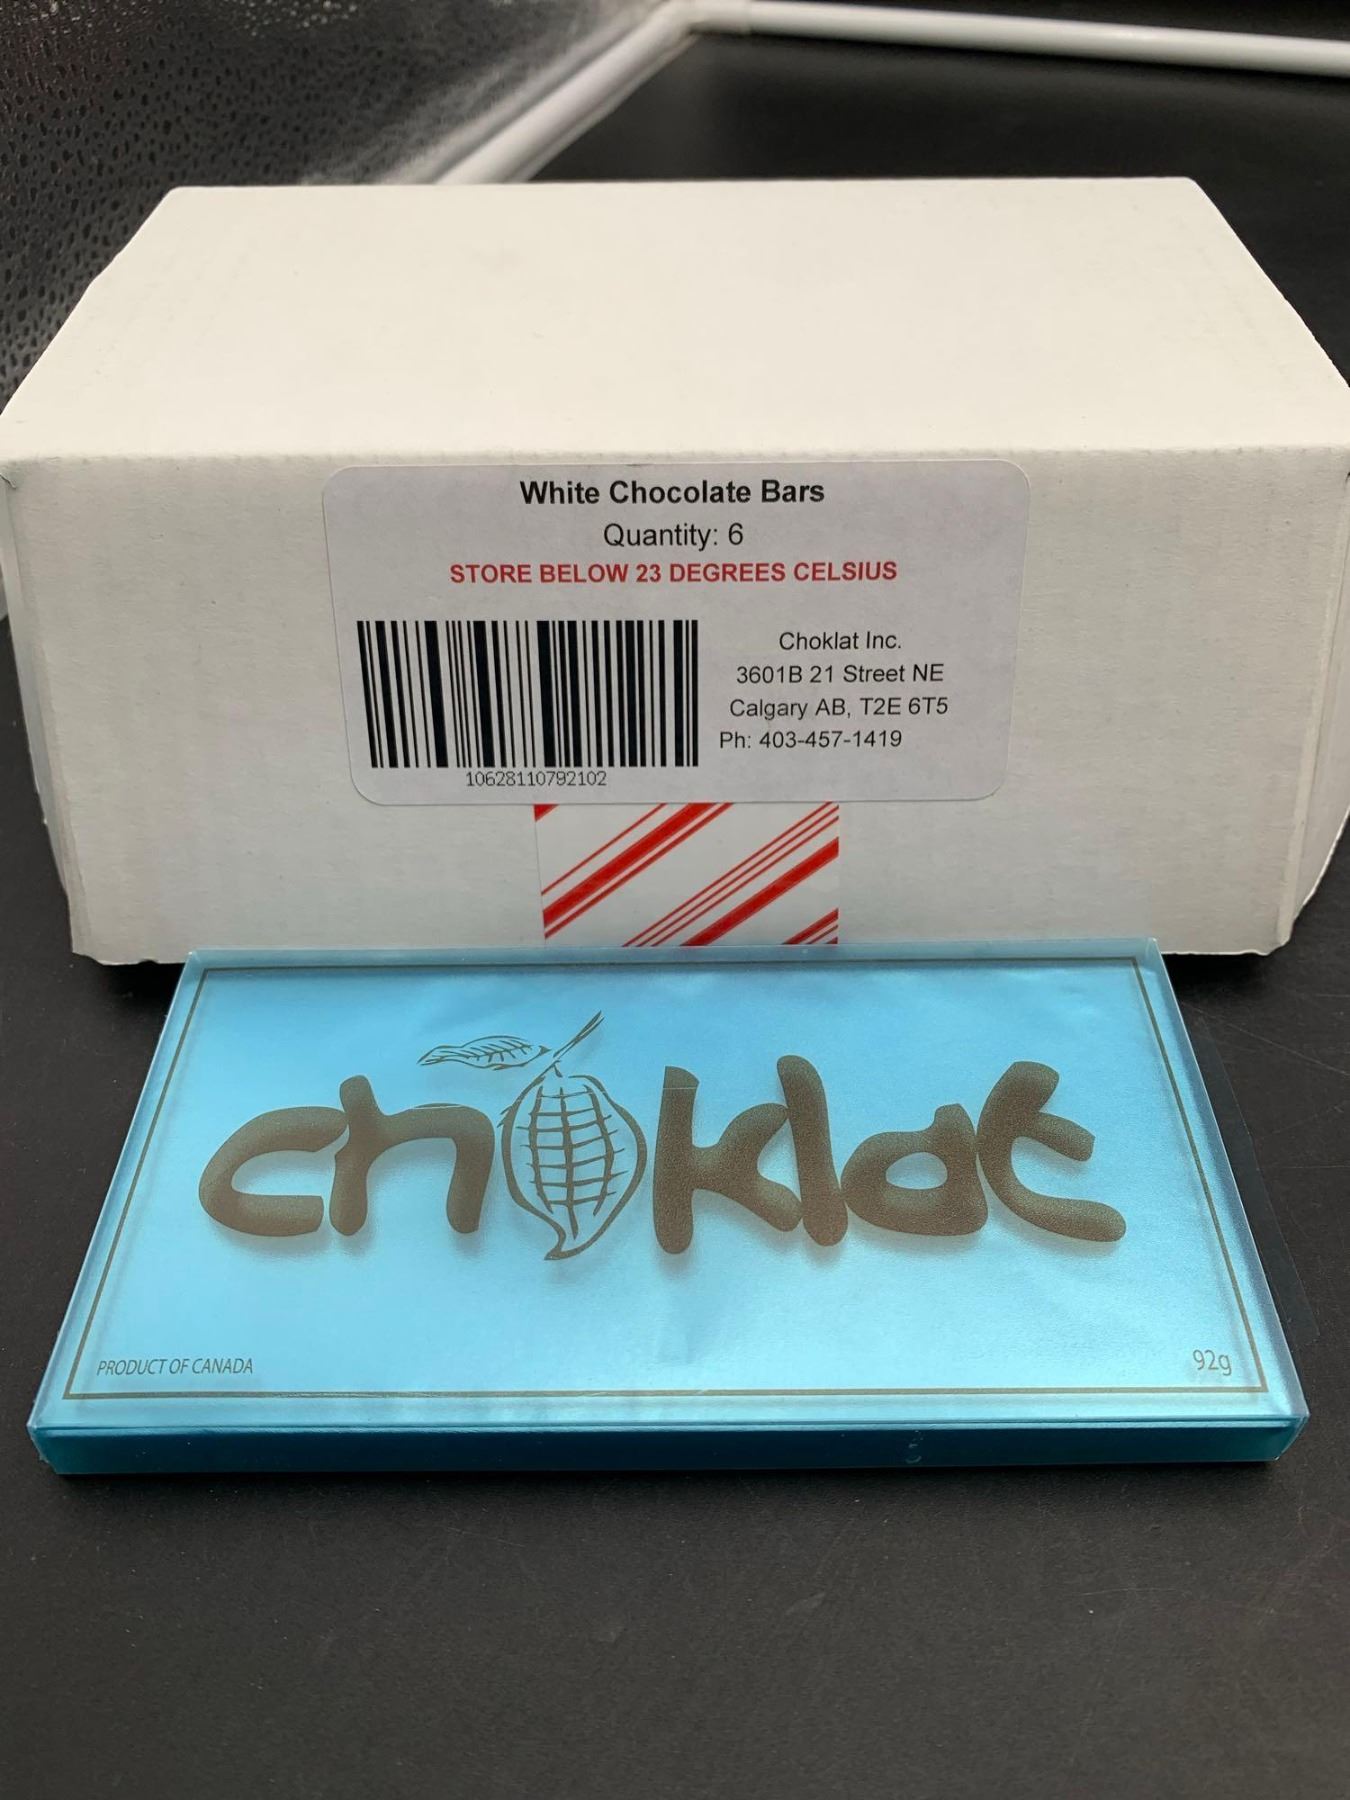 White Chocolate Bars
Quantity: 6
STORE BELOW 23 DEGREES CELSIUS
Choklat Inc.
3601B 21 Street NE
Calgary AB, T2E 6T5
Ph: 403-457-1419
10628110792102
choklat
PRODUCT OF CANADA
92g